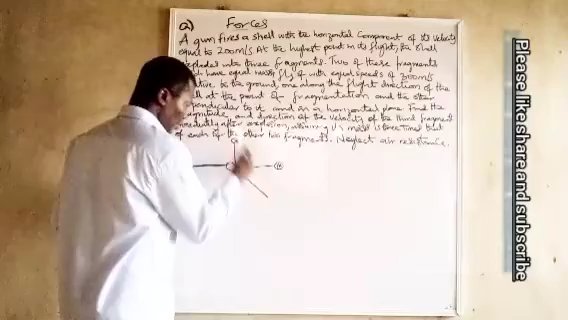 a) Forces
A gun fires a shell with the horizontal Component of its velocity
equal to 200m/s At the highest point in its flight, the shell
exploded into three fragments. Two of these fragments
which have equal masses fly off with equal speeds of 300m/s
relative to the ground, one along the flight direction of the
shell at the point of fragmentation and the other
perpendicular to it and in a horizontal plane. Find the
magnitude and direction of the velocity of the third fragment
immediately after explosion, assuming its mass is three times that
of each of the other two fragments. Neglect air resistance.
Please like share and subscribe